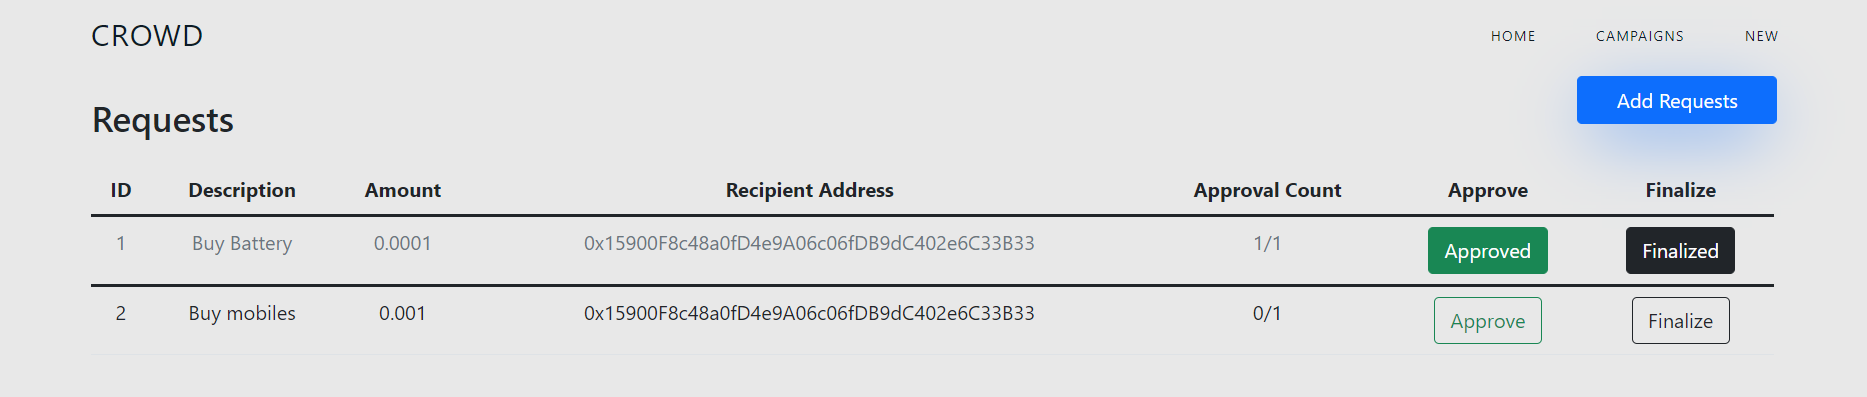 CROWD HOME CAMPAIGNS NEW
Add Requests
Requests
ID Description Amount Recipient Address Approval Count Approve Finalize
1 Buy Battery 0.0001 0x15900F8c48a0fD4e9A06c06fDB9dC402e6C33B33 1/1 Approved Finalized
2 Buy mobiles 0.001 0x15900F8c48a0fD4e9A06c06fDB9dC402e6C33B33 0/1 Approve Finalize